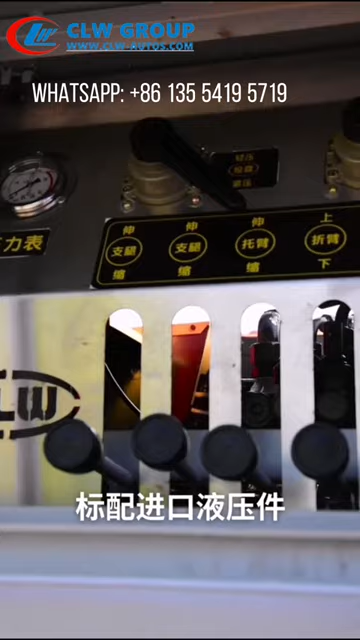 CLW GROUP
WWW.CLW-AUTOS.COM
WHATSAPP: +86 135 5419 5719
力表
伸 伸 伸 上
支腿 支腿 托臂 折臂
缩 缩 缩 下
LW
标配进口液压件